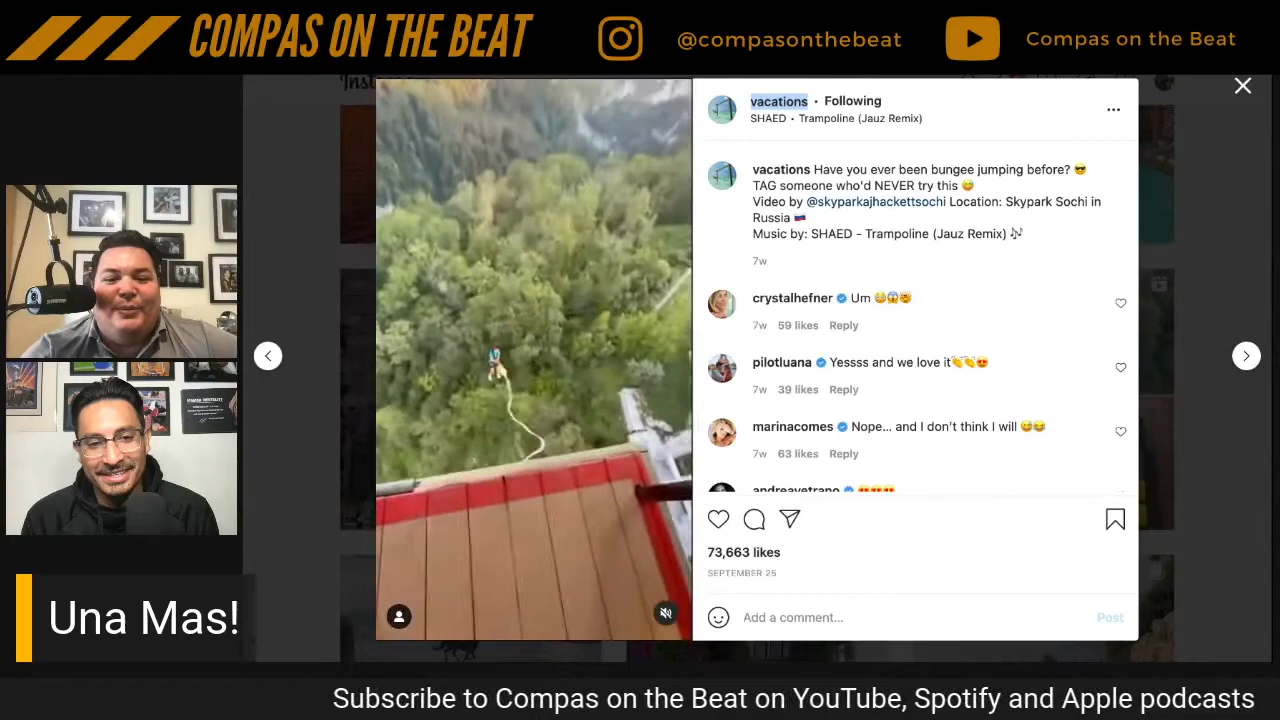 COMPAS ON THE BEAT
@compasonthebeat
Compas on the Beat
vacations • Following
SHAED • Trampoline (Jauz Remix)
vacations Have you ever been bungee jumping before? 😎
TAG someone who'd NEVER try this 😅
Video by @skyparkajhackettsochi Location: Skypark Sochi in
Russia 🇷🇺
Music by: SHAED - Trampoline (Jauz Remix) 🎶
7w
crystalhefner Um 😳😱🤯
7w 59 likes Reply
pilotluana Yessss and we love it👏👏😍
7w 39 likes Reply
marinacomes Nope... and I don't think I will 😅😂
7w 63 likes Reply
andreavetrano 😍😍😍
73,663 likes
SEPTEMBER 25
Add a comment...
Post
Una Mas!
Subscribe to Compas on the Beat on YouTube, Spotify and Apple podcasts